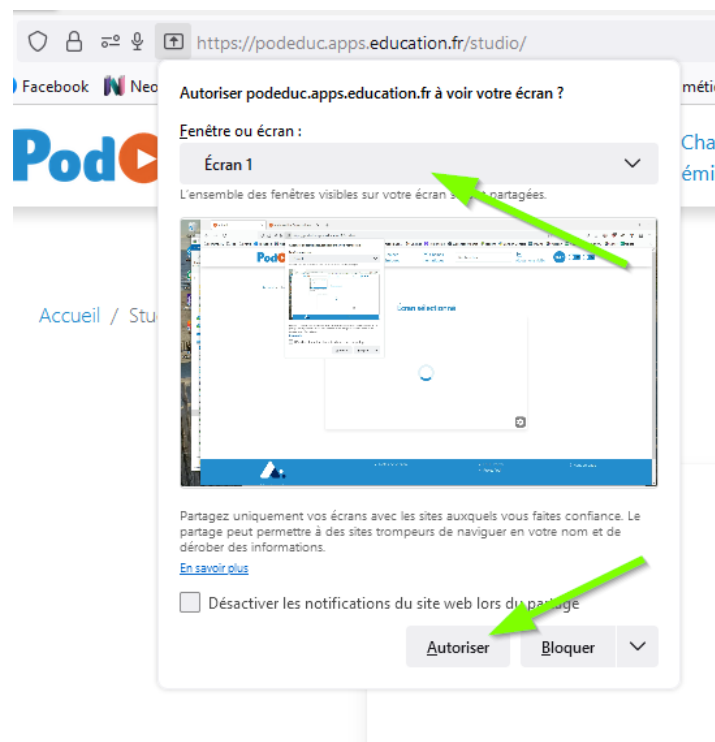 https://podeduc.apps.education.fr/studio/
Facebook
Neo
méti
Autoriser podeduc.apps.education.fr à voir votre écran ?
Fenêtre ou écran :
Pod
Cha
Écran 1
émi
L'ensemble des fenêtres visibles sur votre écran partagées.
Pod
Accueil / Stu
Écran sélectionné
Partagez uniquement vos écrans avec les sites auxquels vous faites confiance. Le
partage peut permettre à des sites trompeurs de naviguer en votre nom et de
dérober des informations.
En savoir plus
Désactiver les notifications du site web lors du partage
Autoriser
Bloquer